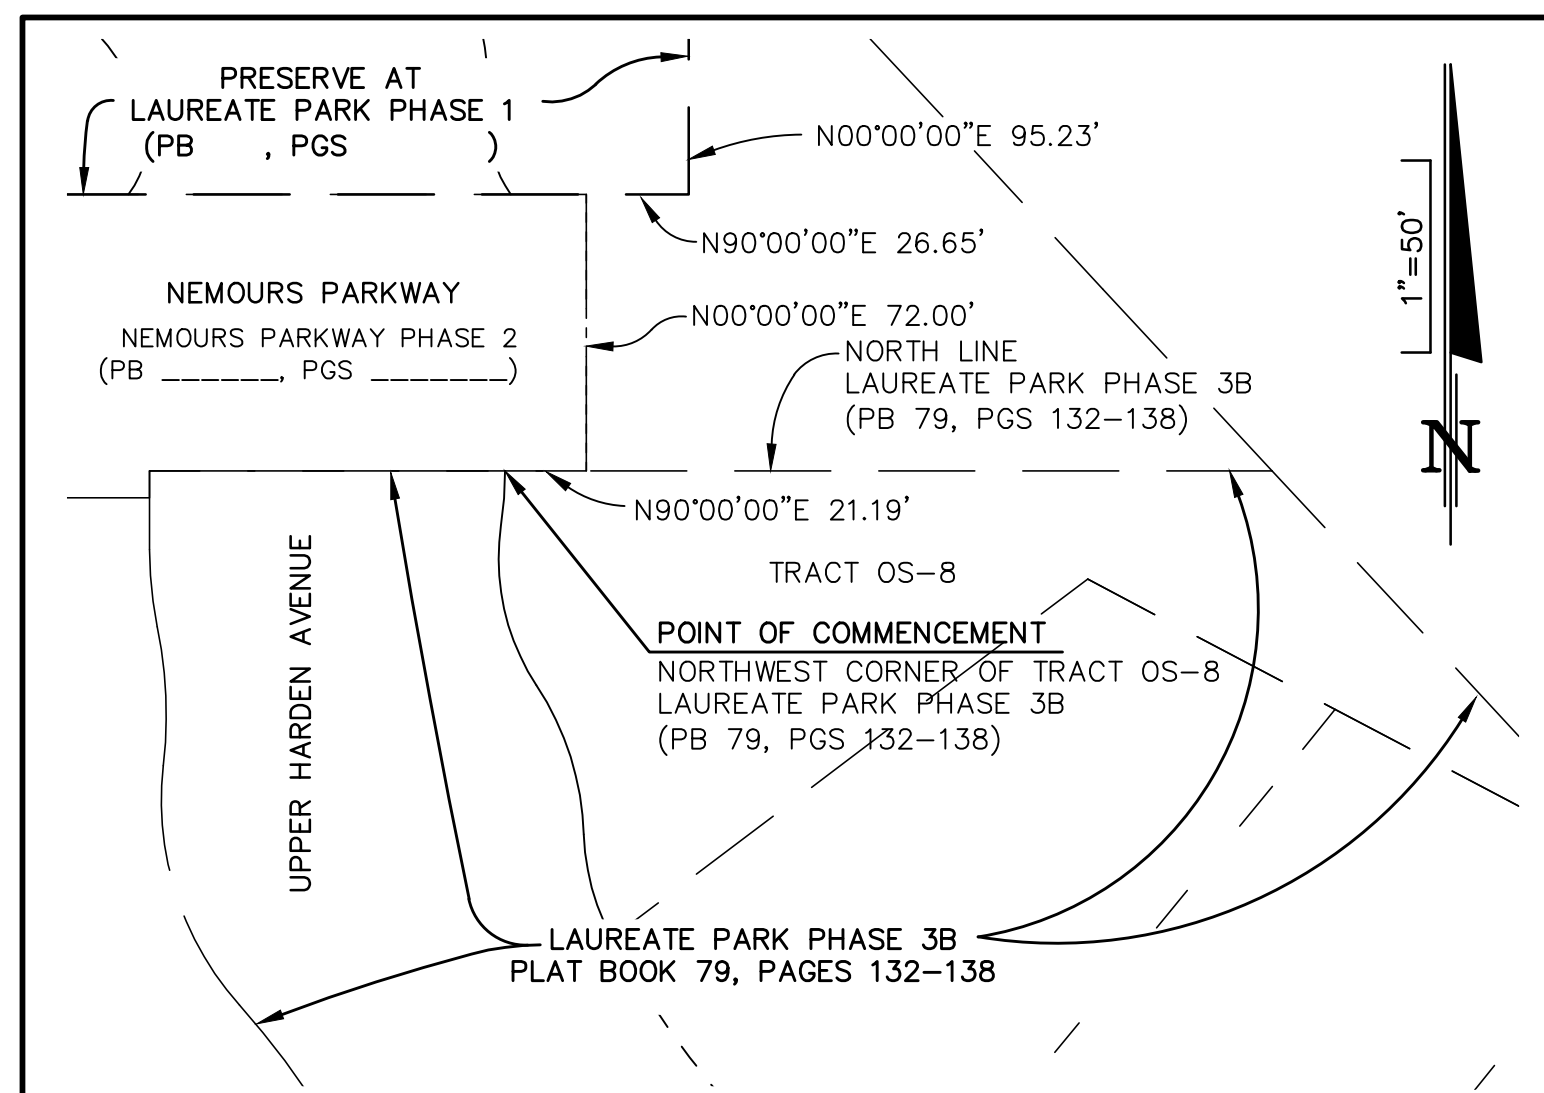 PRESERVE AT
LAUREATE PARK PHASE 1
(PB , PGS )
N00°00'00"E 95.23'
N90°00'00"E 26.65'
1"=50'
NEMOURS PARKWAY
NEMOURS PARKWAY PHASE 2
(PB ______, PGS _______)
N00°00'00"E 72.00'
NORTH LINE
LAUREATE PARK PHASE 3B
(PB 79, PGS 132-138)
N
N90°00'00"E 21.19'
TRACT OS-8
UPPER HARDEN AVENUE
POINT OF COMMENCEMENT
NORTHWEST CORNER OF TRACT OS-8
LAUREATE PARK PHASE 3B
(PB 79, PGS 132-138)
LAUREATE PARK PHASE 3B
PLAT BOOK 79, PAGES 132-138